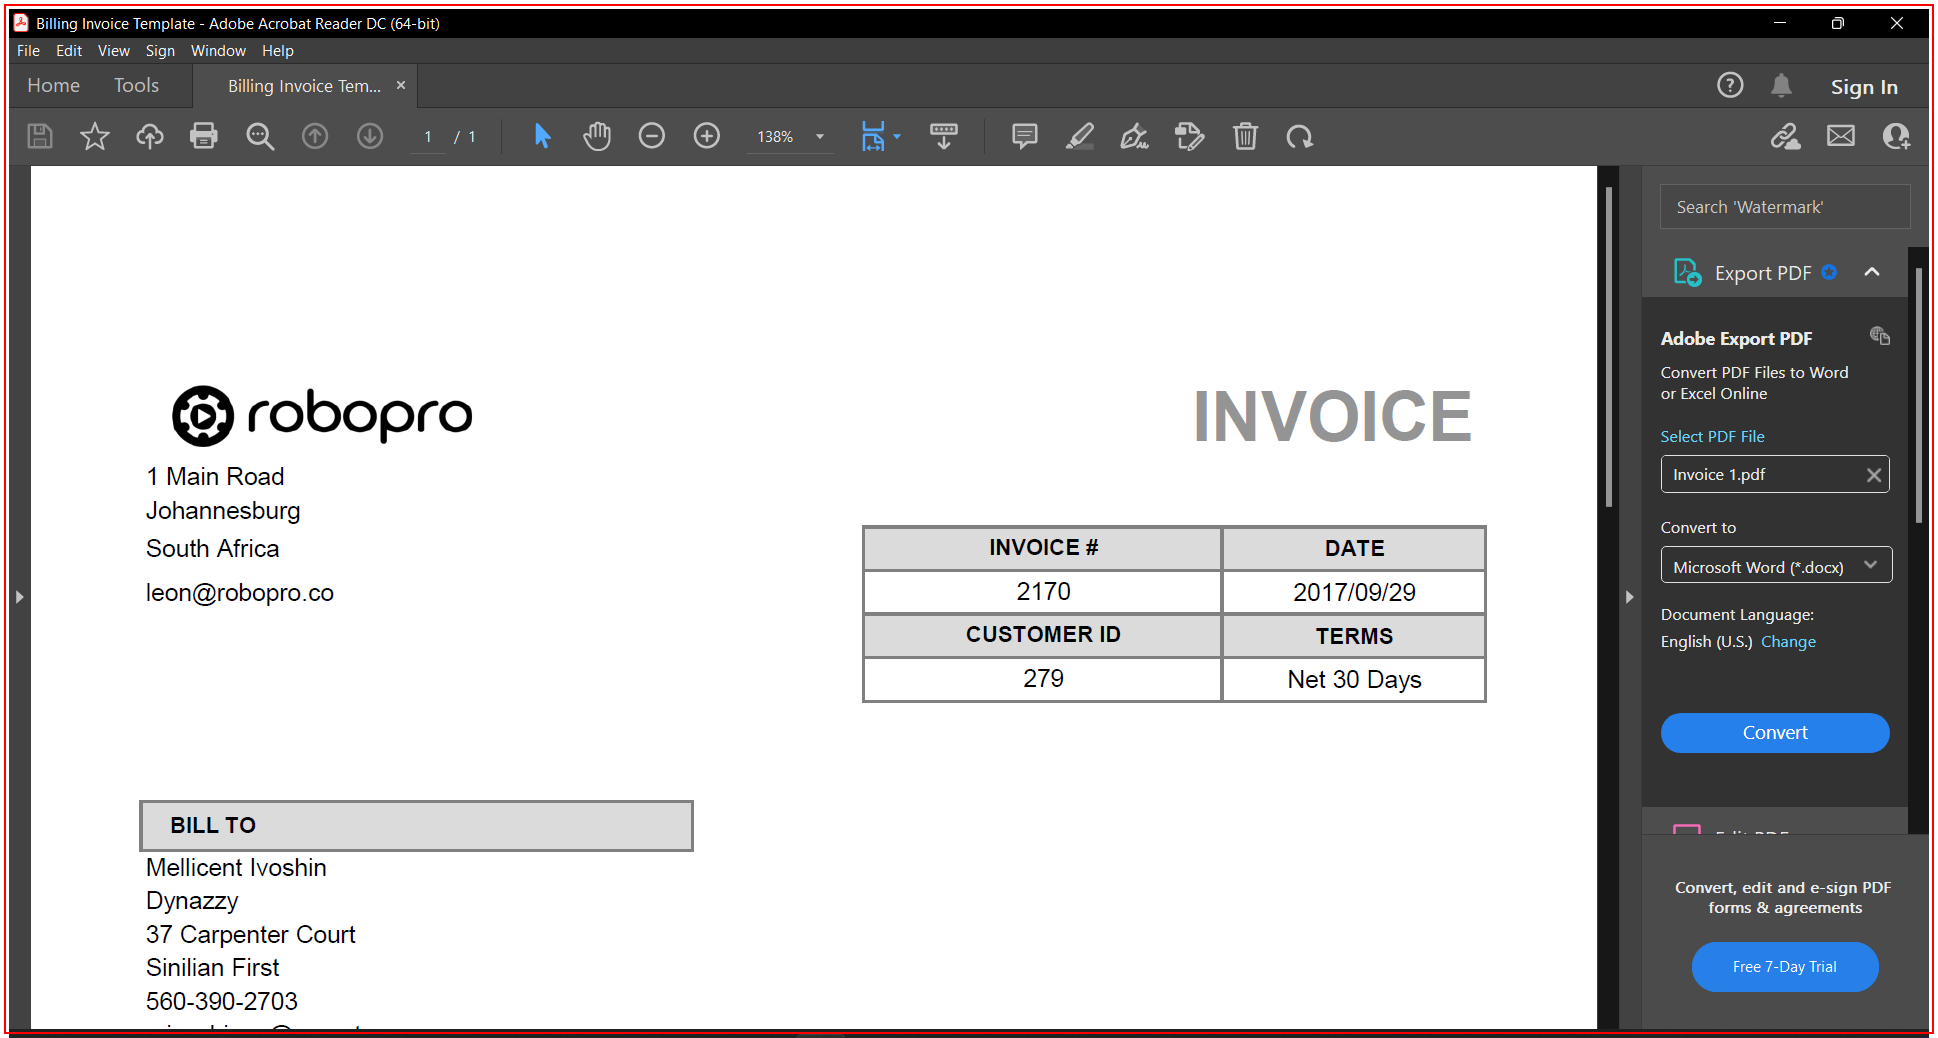 Billing Invoice Template - Adobe Acrobat Reader DC (64-bit)
File Edit View Sign Window Help
Home Tools Billing Invoice Tem... Sign In
1 / 1 138%
Search 'Watermark'
Export PDF
Adobe Export PDF
Convert PDF Files to Word
or Excel Online
Select PDF File
Invoice 1.pdf
Convert to
Microsoft Word (*.docx)
Document Language:
English (U.S.) Change
Convert
Edit PDF
Convert, edit and e-sign PDF
forms & agreements
Free 7-Day Trial
robopro
INVOICE
1 Main Road
Johannesburg
South Africa
leon@robopro.co
INVOICE # DATE
2170 2017/09/29
CUSTOMER ID TERMS
279 Net 30 Days
BILL TO
Mellicent Ivoshin
Dynazzy
37 Carpenter Court
Sinilian First
560-390-2703